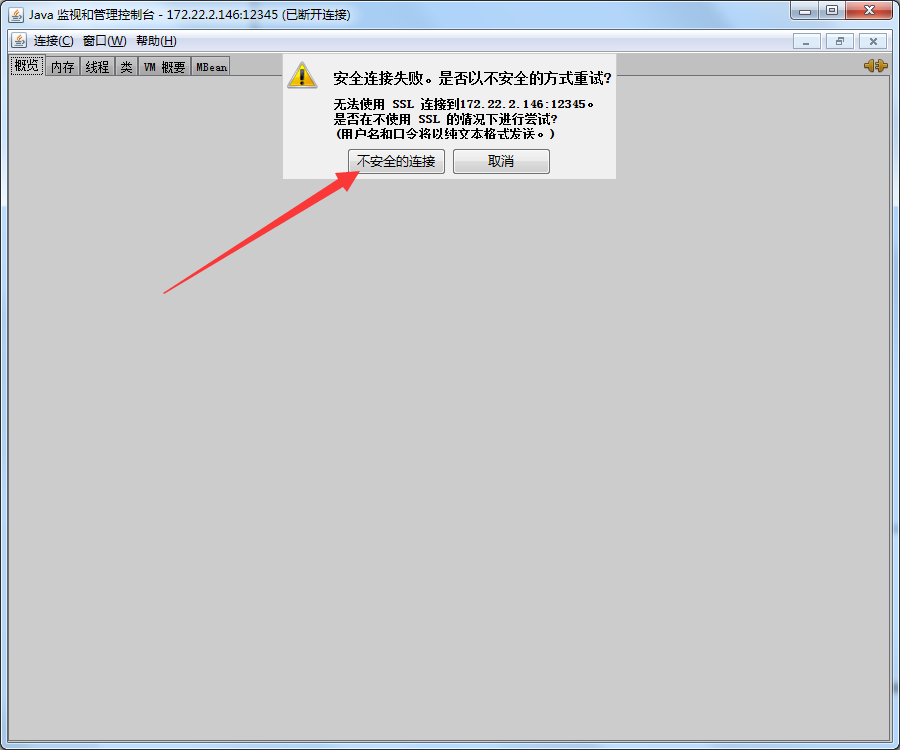 Java 监视和管理控制台 - 172.22.2.146:12345 (已断开连接)
连接(C) 窗口(W) 帮助(H)
概览 内存 线程 类 VM 概要 MBean
安全连接失败。是否以不安全的方式重试?
无法使用 SSL 连接到172.22.2.146:12345。
是否在不使用 SSL 的情况下进行尝试?
(用户名和口令将以纯文本格式发送。)
不安全的连接 取消